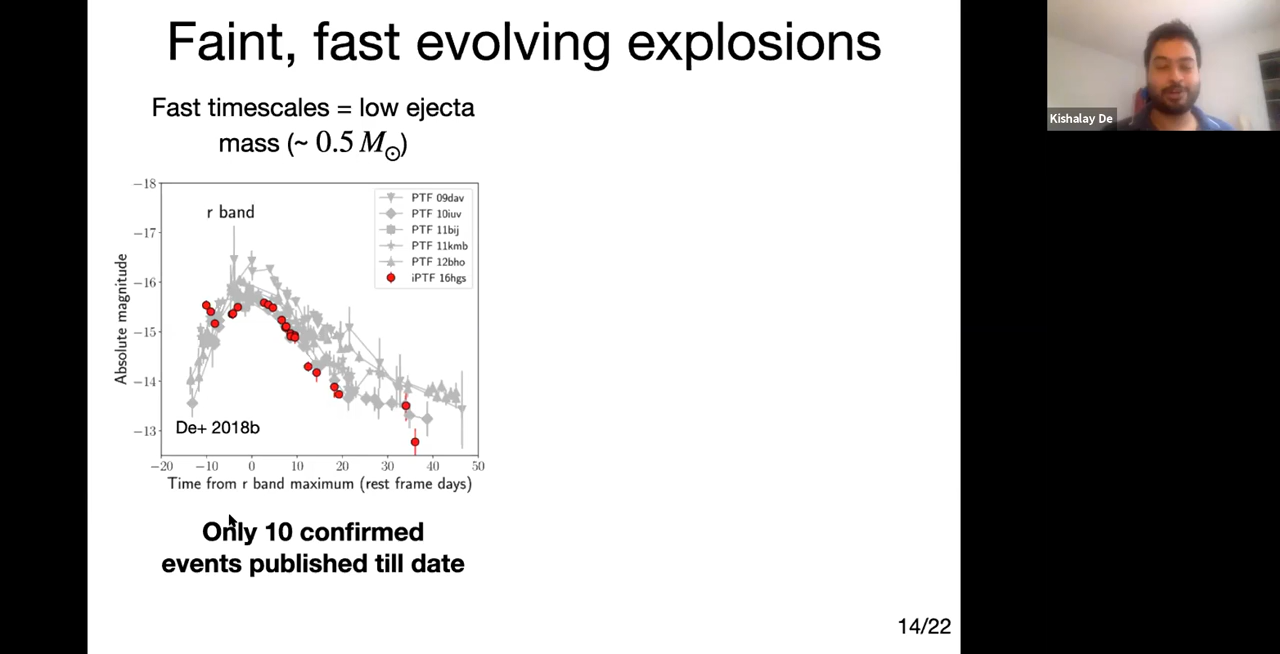 Faint, fast evolving explosions
Fast timescales = low ejecta
mass (~ 0.5 M☉)
−18
−17
−16
−15
−14
−13
Absolute magnitude
r band
PTF 09dav
PTF 10iuv
PTF 11bij
PTF 11kmb
PTF 12bho
iPTF 16hgs
De+ 2018b
−20 −10 0 10 20 30 40 50
Time from r band maximum (rest frame days)
Only 10 confirmed
events published till date
14/22
Kishalay De